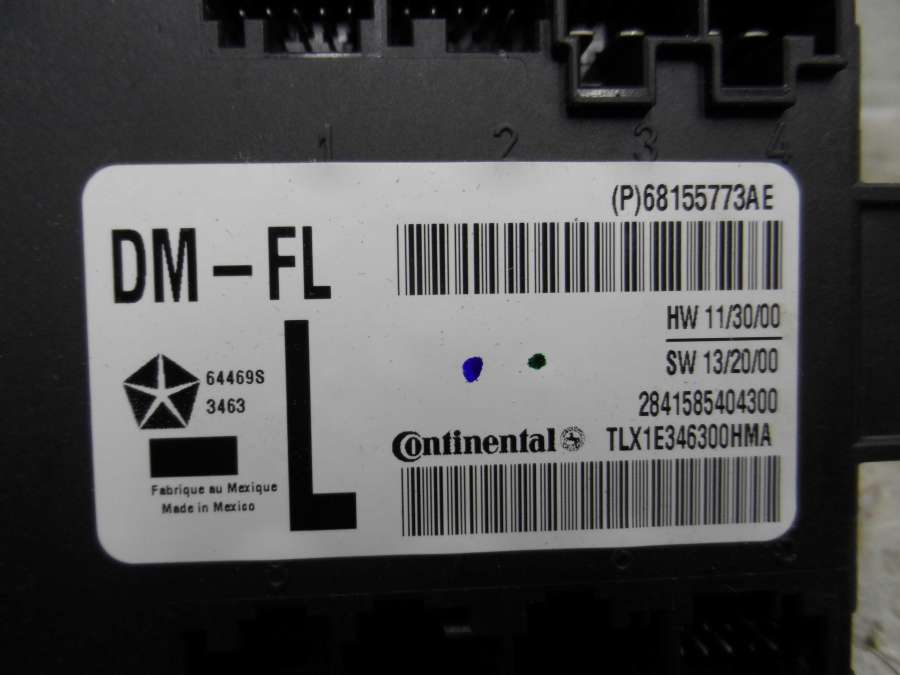 1 2 3 4
(P)68155773AE
DM-FL
HW 11/30/00
SW 13/20/00
64469S
3463
L
2841585404300
Continental
TLX1E346300HMA
Fabrique au Mexique
Made in Mexico